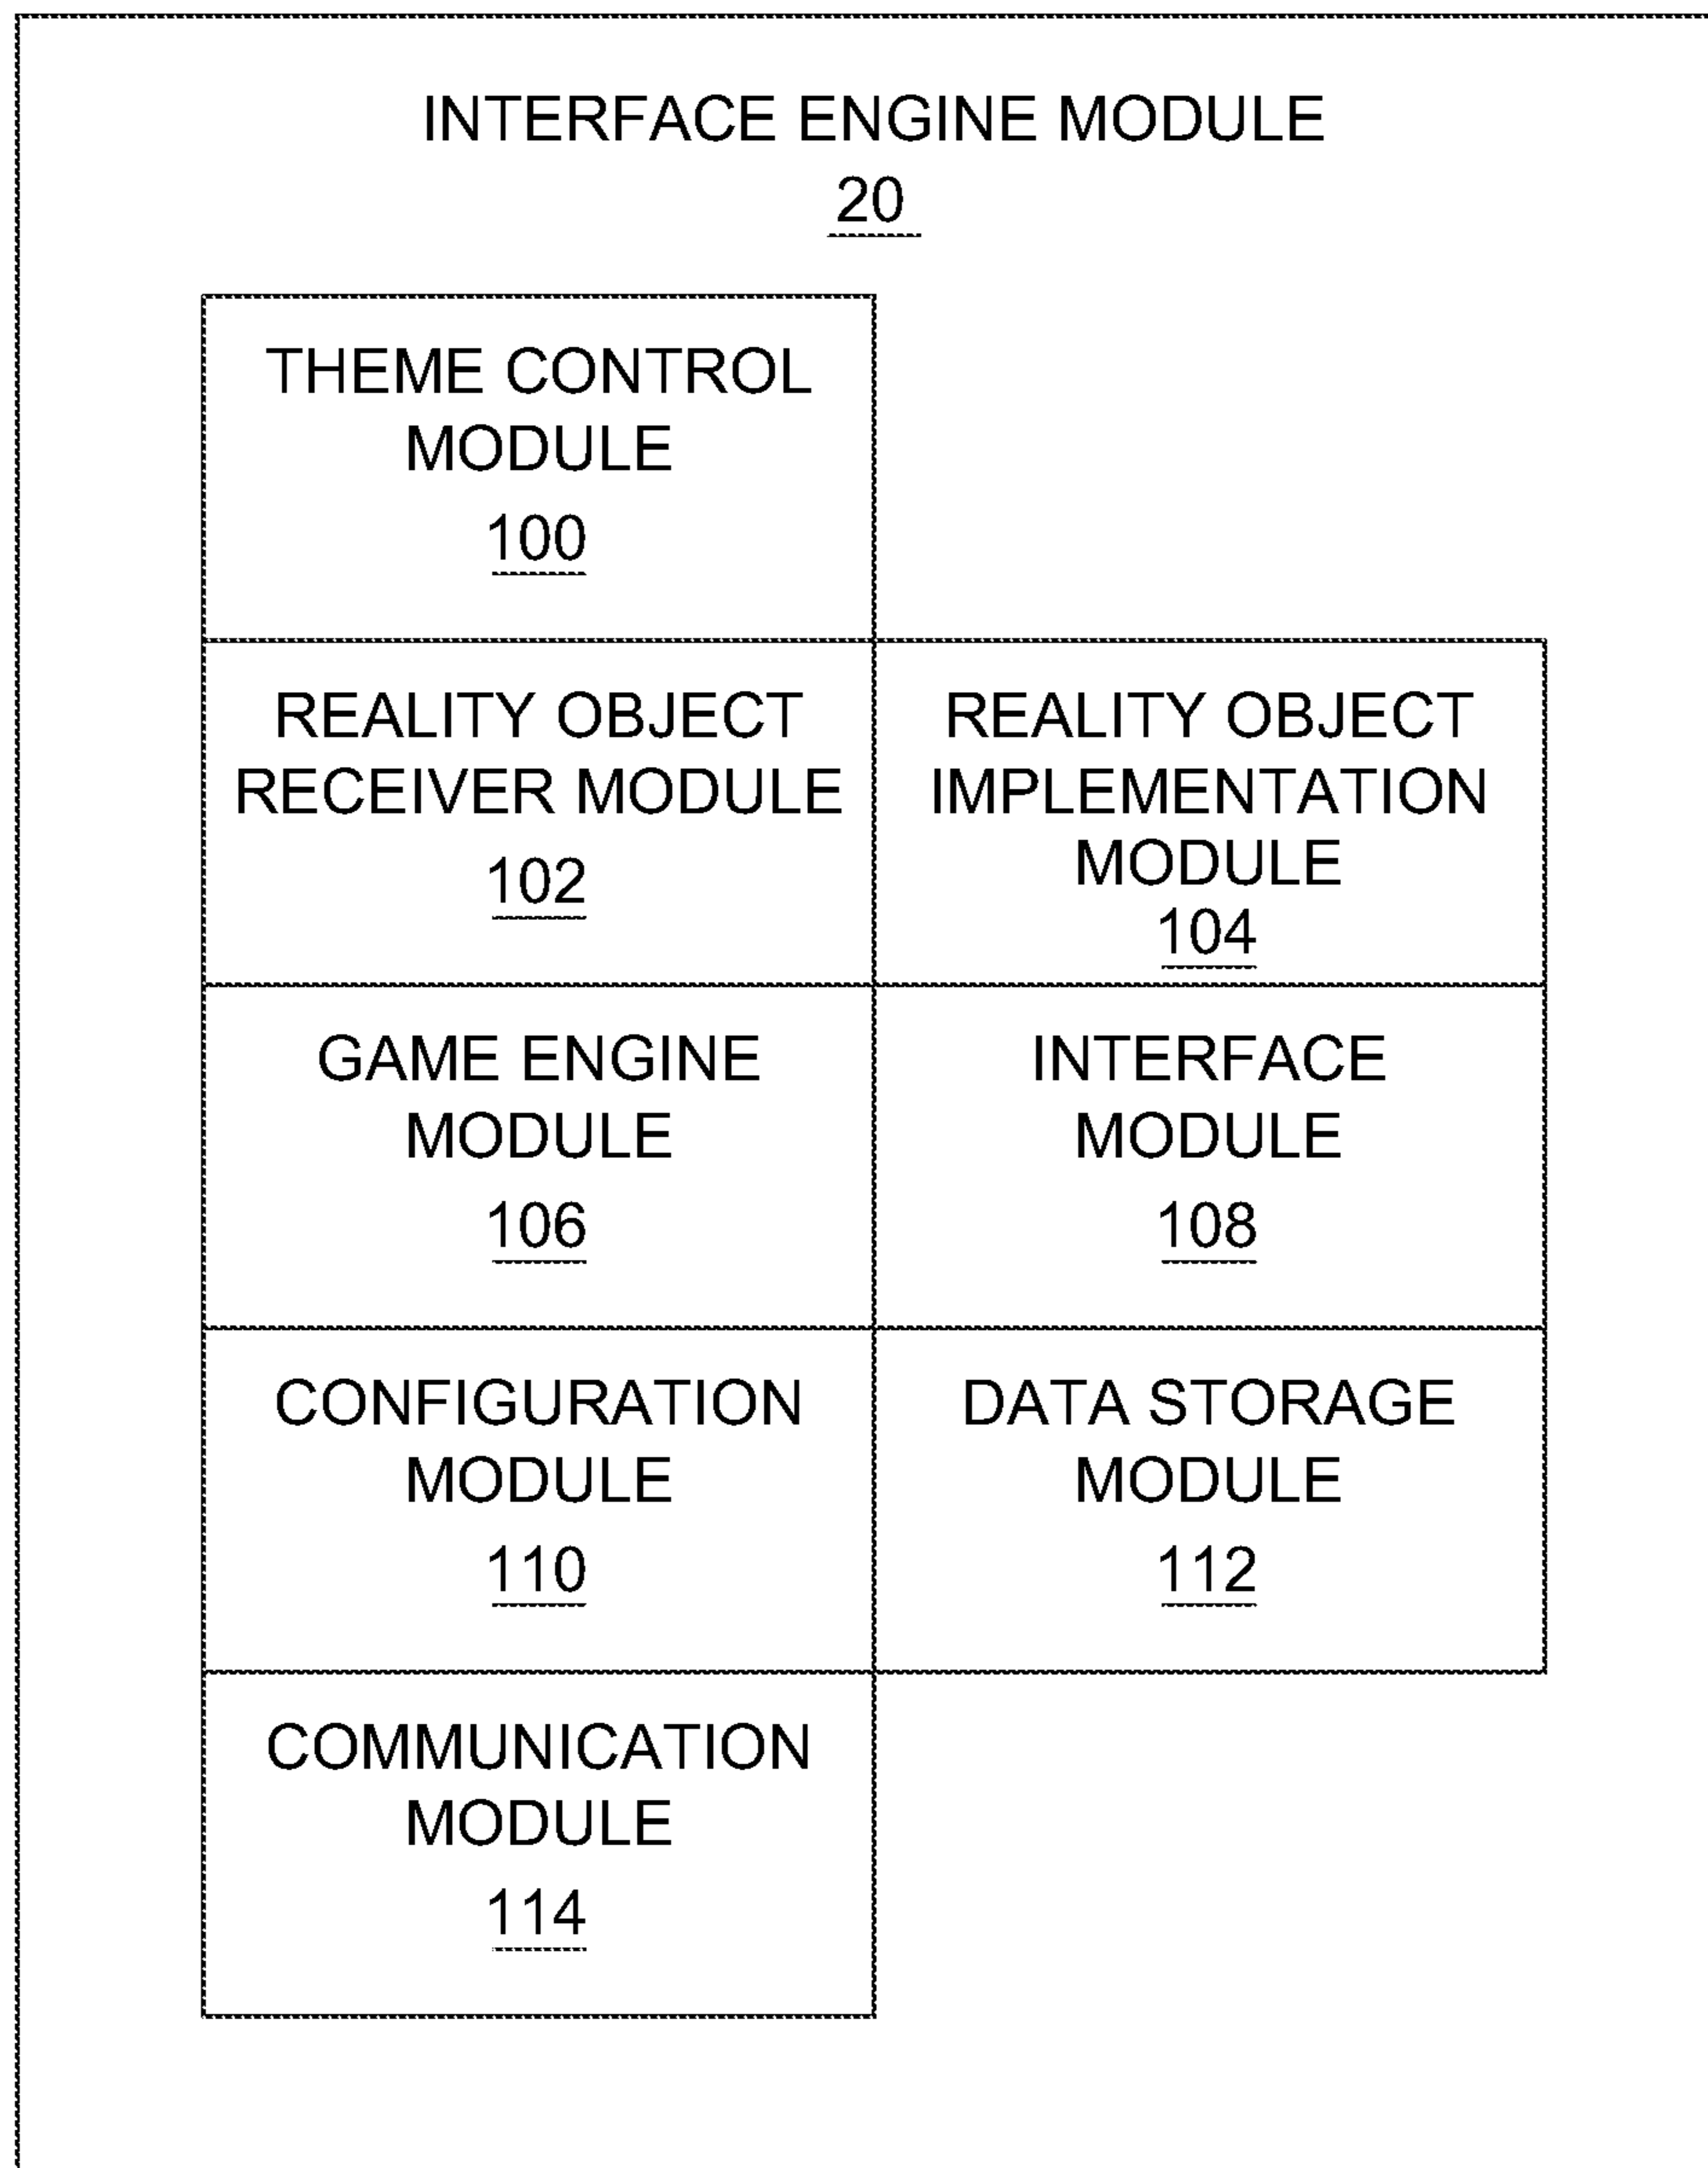 INTERFACE ENGINE MODULE
20
THEME CONTROL
MODULE
100
REALITY OBJECT
RECEIVER MODULE
102
REALITY OBJECT
IMPLEMENTATION
MODULE
104
GAME ENGINE
MODULE
106
INTERFACE
MODULE
108
CONFIGURATION
MODULE
110
DATA STORAGE
MODULE
112
COMMUNICATION
MODULE
114